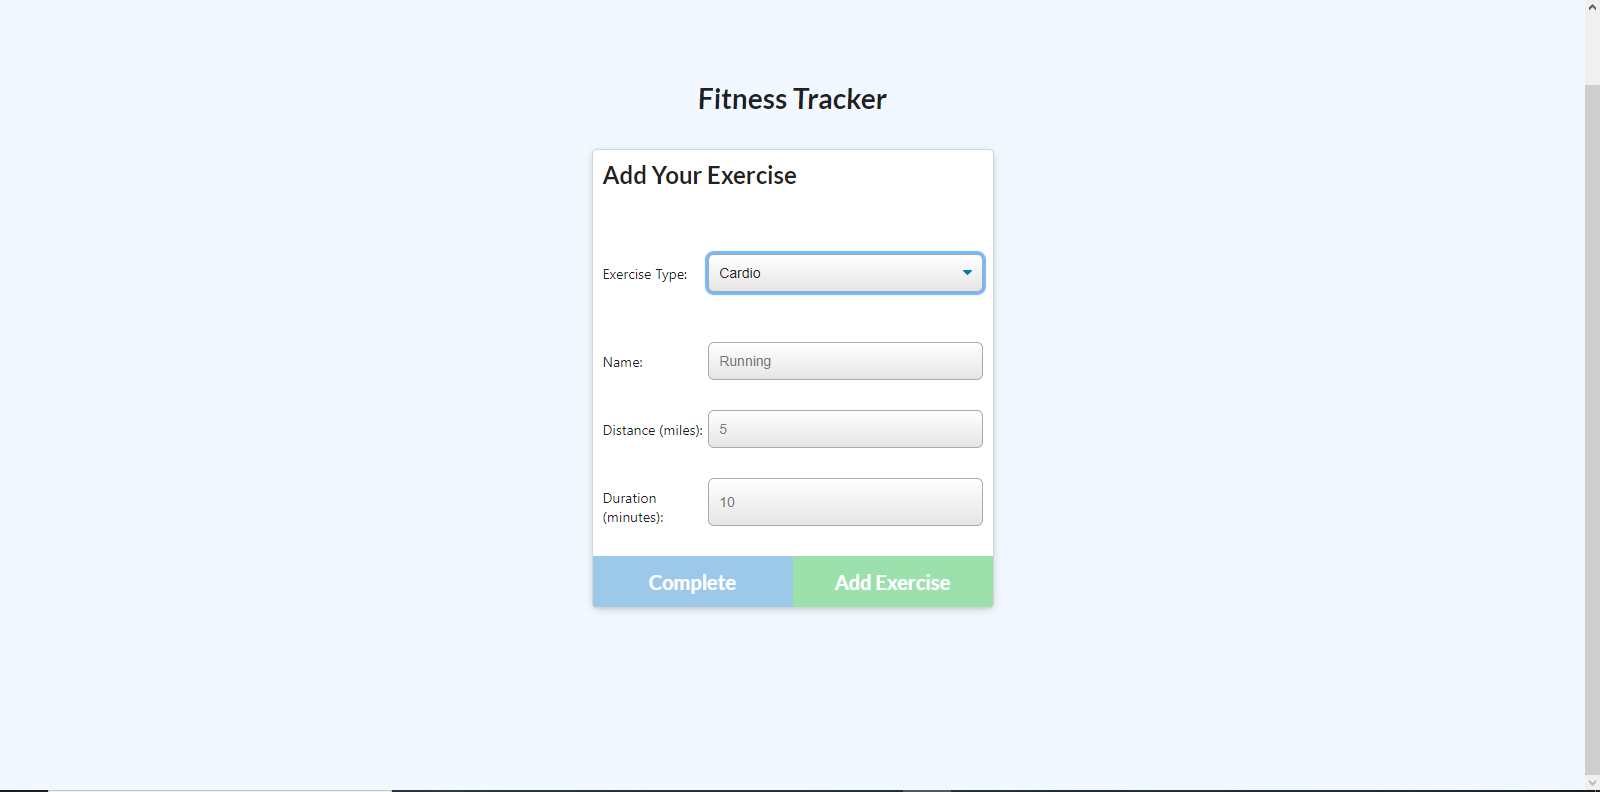 Fitness Tracker
Add Your Exercise
Exercise Type: Cardio
Name: Running
Distance (miles): 5
Duration
(minutes): 10
Complete Add Exercise